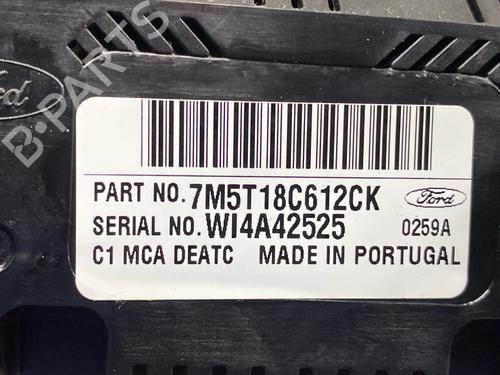 Ford
B-PARTS
PART NO. 7M5T18C612CK
Ford
SERIAL NO. WI4A42525
0259A
C1 MCA DEATC MADE IN PORTUGAL